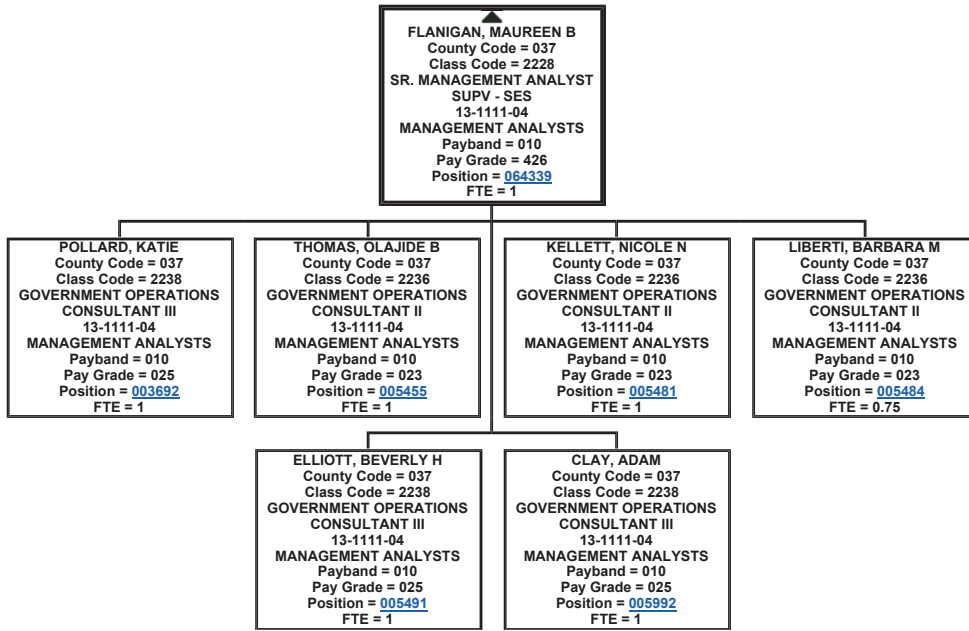 FLANIGAN, MAUREEN B
County Code = 037
Class Code = 2228
SR. MANAGEMENT ANALYST
SUPV - SES
13-1111-04
MANAGEMENT ANALYSTS
Payband = 010
Pay Grade = 426
Position = 064339
FTE = 1
POLLARD, KATIE
County Code = 037
Class Code = 2238
GOVERNMENT OPERATIONS
CONSULTANT III
13-1111-04
MANAGEMENT ANALYSTS
Payband = 010
Pay Grade = 025
Position = 003692
FTE = 1
THOMAS, OLAJIDE B
County Code = 037
Class Code = 2236
GOVERNMENT OPERATIONS
CONSULTANT II
13-1111-04
MANAGEMENT ANALYSTS
Payband = 010
Pay Grade = 023
Position = 005455
FTE = 1
KELLETT, NICOLE N
County Code = 037
Class Code = 2236
GOVERNMENT OPERATIONS
CONSULTANT II
13-1111-04
MANAGEMENT ANALYSTS
Payband = 010
Pay Grade = 023
Position = 005481
FTE = 1
LIBERTI, BARBARA M
County Code = 037
Class Code = 2236
GOVERNMENT OPERATIONS
CONSULTANT II
13-1111-04
MANAGEMENT ANALYSTS
Payband = 010
Pay Grade = 023
Position = 005484
FTE = 0.75
ELLIOTT, BEVERLY H
County Code = 037
Class Code = 2238
GOVERNMENT OPERATIONS
CONSULTANT III
13-1111-04
MANAGEMENT ANALYSTS
Payband = 010
Pay Grade = 025
Position = 005491
FTE = 1
CLAY, ADAM
County Code = 037
Class Code = 2238
GOVERNMENT OPERATIONS
CONSULTANT III
13-1111-04
MANAGEMENT ANALYSTS
Payband = 010
Pay Grade = 025
Position = 005992
FTE = 1